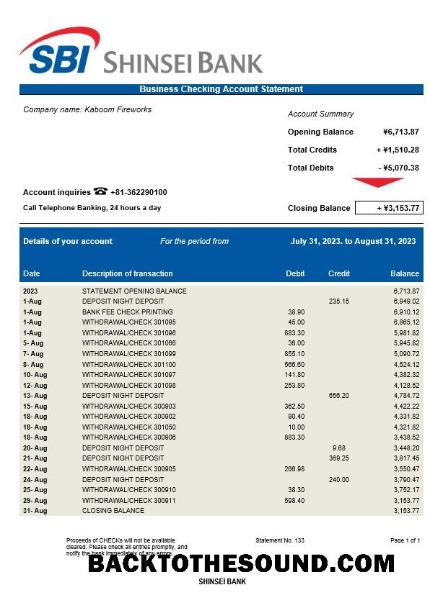 SBI SHINSEI BANK
Business Checking Account Statement
Company name: Kaboom Fireworks
Account Summary
Opening Balance ¥6,713.87
Total Credits + ¥1,510.28
Total Debits - ¥5,070.38
Account inquiries ☎ +81-362290100
Call Telephone Banking, 24 hours a day
Closing Balance + ¥3,153.77
Details of your account For the period from July 31, 2023. to August 31, 2023
Date Description of transaction Debit Credit Balance
2023 STATEMENT OPENING BALANCE 6,713.87
1-Aug DEPOSIT NIGHT DEPOSIT 235.15 6,949.02
1-Aug BANK FEE CHECK PRINTING 38.90 6,910.12
1-Aug WITHDRAWAL/CHECK 301095 45.00 6,865.12
1-Aug WITHDRAWAL/CHECK 301096 883.30 5,981.82
5- Aug WITHDRAWAL/CHECK 301066 36.00 5,945.82
7- Aug WITHDRAWAL/CHECK 301099 855.10 5,090.72
8- Aug WITHDRAWAL/CHECK 301100 566.60 4,524.12
10- Aug WITHDRAWAL/CHECK 301097 141.80 4,382.32
12- Aug WITHDRAWAL/CHECK 301098 253.80 4,128.52
13- Aug DEPOSIT NIGHT DEPOSIT 656.20 4,784.72
15- Aug WITHDRAWAL/CHECK 300903 362.50 4,422.22
18- Aug WITHDRAWAL/CHECK 300902 90.40 4,331.82
18- Aug WITHDRAWAL/CHECK 301050 10.00 4,321.82
18- Aug WITHDRAWAL/CHECK 300906 883.30 3,438.52
20- Aug DEPOSIT NIGHT DEPOSIT 9.68 3,448.20
21- Aug DEPOSIT NIGHT DEPOSIT 369.25 3,817.45
22- Aug WITHDRAWAL/CHECK 300905 266.98 3,550.47
24- Aug DEPOSIT NIGHT DEPOSIT 240.00 3,790.47
25- Aug WITHDRAWAL/CHECK 300910 38.30 3,752.17
29- Aug WITHDRAWAL/CHECK 300911 598.40 3,153.77
31- Aug CLOSING BALANCE 3,153.77
Proceeds of CHECKs will not be available Statement No. 133 Page 1 of 1
cleared. Please check all entries promptly, and
notify the bank immediately of any errors
BACKTOTHESOUND.COM
SHINSEI BANK